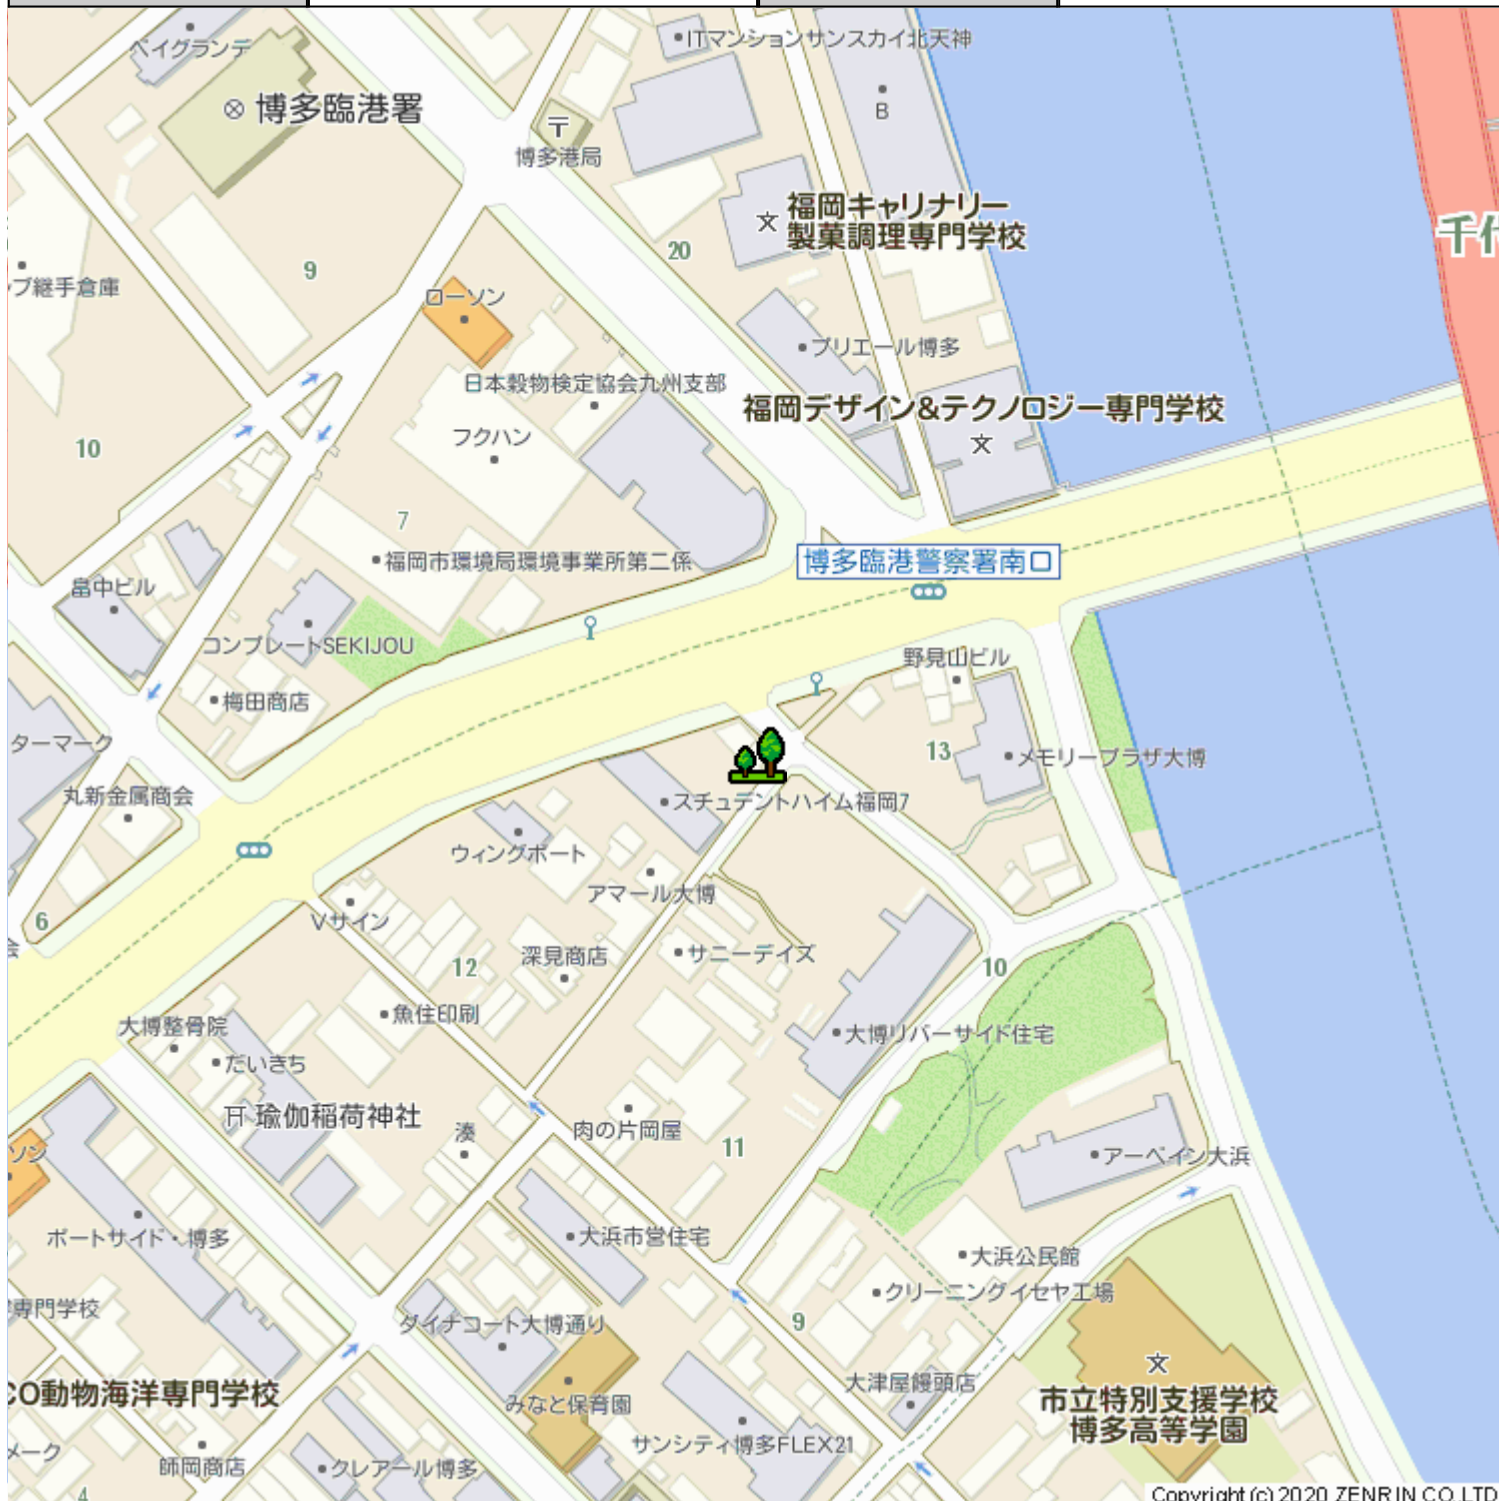 ベイグランデ
ITマンションサンスカイ北天神
博多臨港署
B
博多港局
福岡キャリナリー
製菓調理専門学校
千代
20
9
ブ継手倉庫
ローソン
プリエール博多
日本穀物検定協会九州支部
福岡デザイン&テクノロジー専門学校
フクハン
10
7
福岡市環境局環境事業所第二係
博多臨港警察署南口
畠中ビル
コンプレートSEKIJOU
野見山ビル
梅田商店
ターマーク
13
メモリープラザ大博
丸新金属商会
スチューデントハイム福岡7
ウィングポート
アマール大博
Vサイン
6
会
深見商店
サニーデイズ
12
10
魚住印刷
大博整骨院
大博リバーサイド住宅
だいきち
瑜伽稲荷神社
湊
肉の片岡屋
11
ソン
アーベイン大浜
ポートサイド・博多
大浜市営住宅
大浜公民館
クリーニングイセヤ工場
専門学校
ダイナコート大博通り
9
CO動物海洋専門学校
みなと保育園
大津屋饅頭店
市立特別支援学校
博多高等学園
サンシティ博多FLEX21
メーク
師岡商店
クレアール博多
4
Copyright (c) 2020 ZENRIN CO LTD